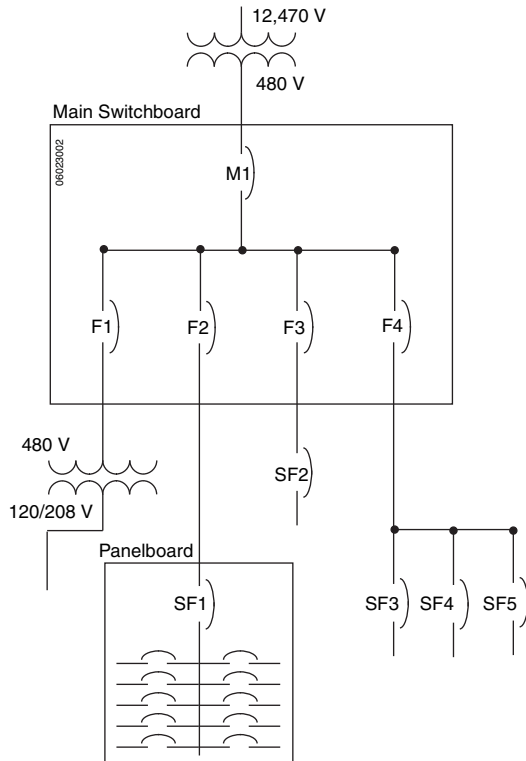 12,470 V
480 V
Main Switchboard
06023002
M1
F1
F2
F3
F4
480 V
SF2
120/208 V
Panelboard
SF1
SF3
SF4
SF5